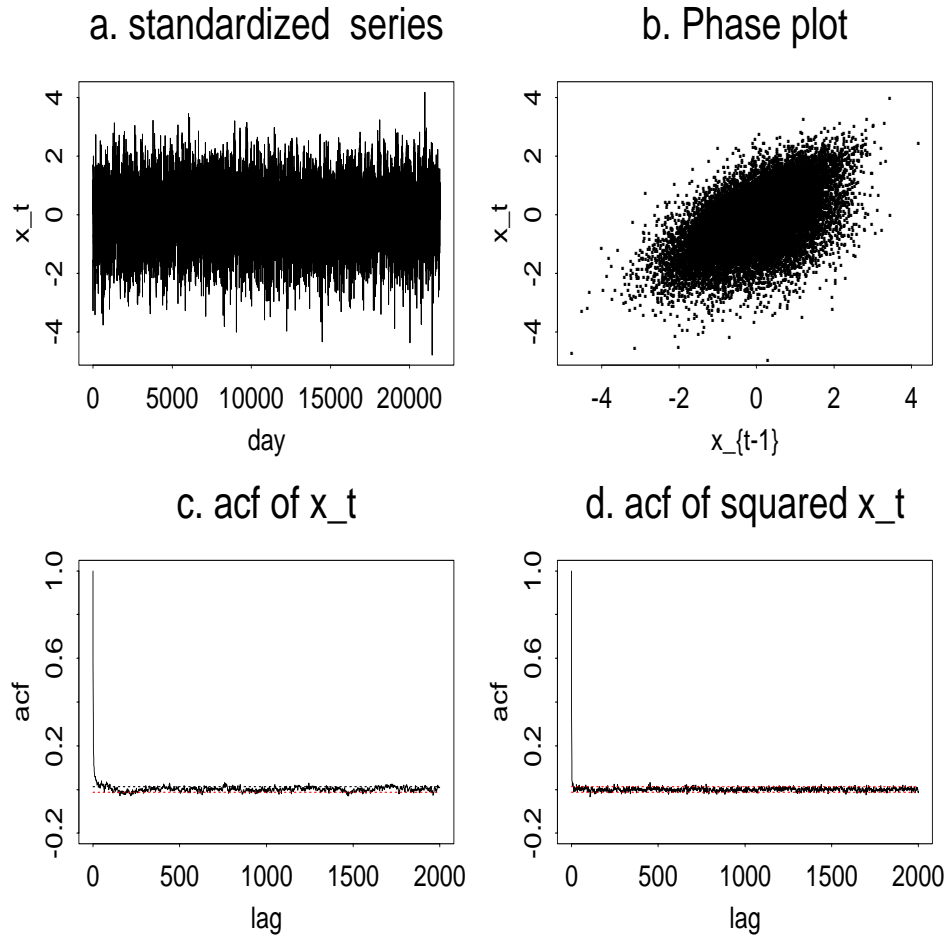 a. standardized series
x_t
4
2
0
-2
-4
0 5000 10000 15000 20000
day
b. Phase plot
x_t
4
2
0
-2
-4
-4 -2 0 2 4
x_{t-1}
c. acf of x_t
acf
1.0
0.6
0.2
-0.2
0 500 1000 1500 2000
lag
d. acf of squared x_t
acf
1.0
0.6
0.2
-0.2
0 500 1000 1500 2000
lag